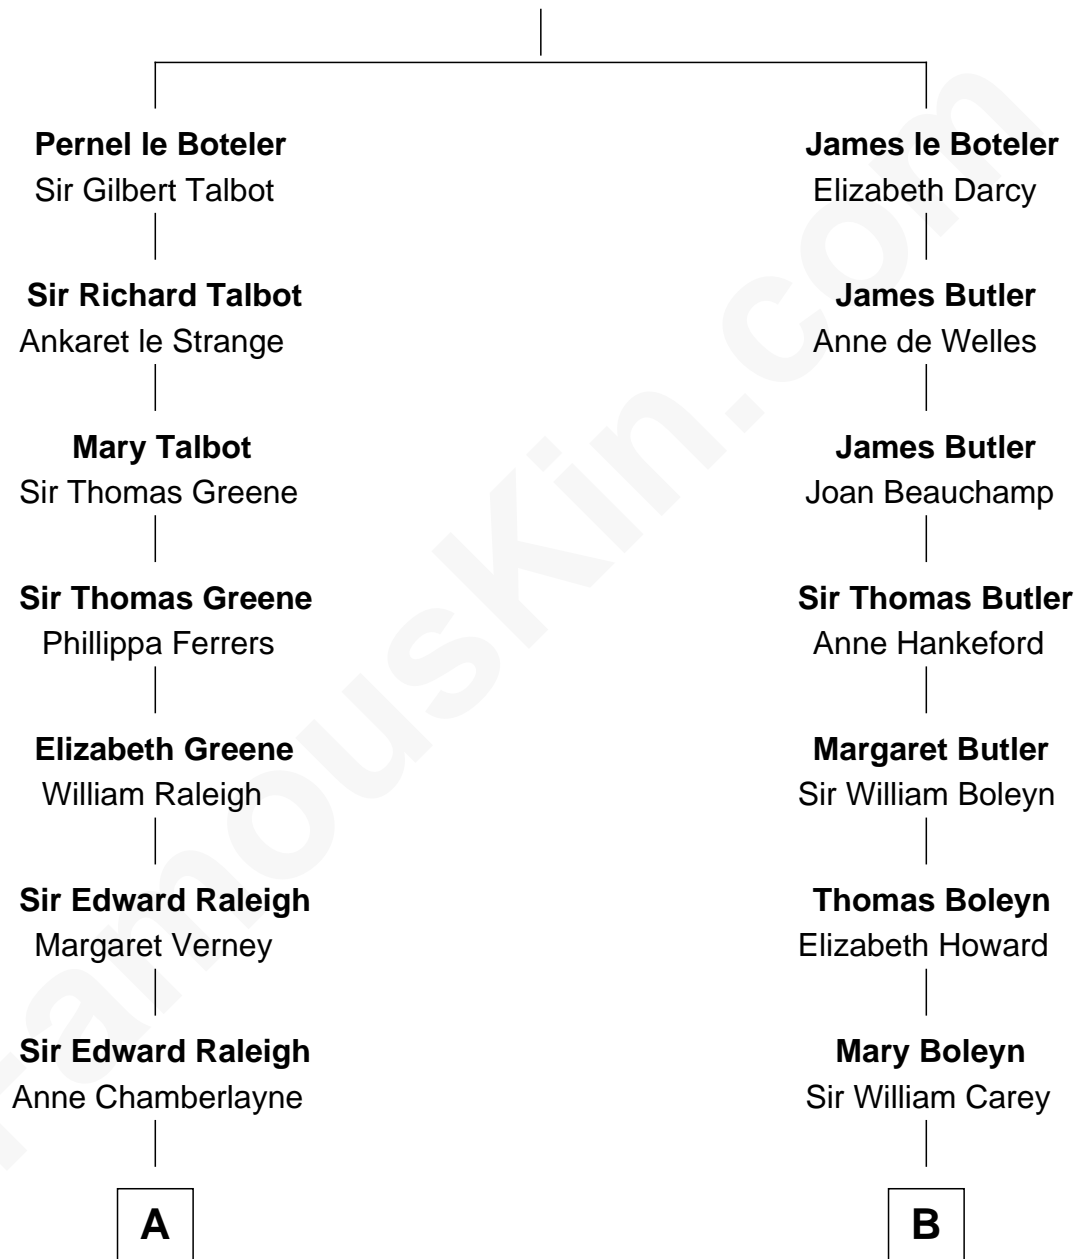 Pernel le Boteler
Sir Gilbert Talbot
Sir Richard Talbot
Ankaret le Strange
Mary Talbot
Sir Thomas Greene
Sir Thomas Greene
Phillippa Ferrers
Elizabeth Greene
William Raleigh
Sir Edward Raleigh
Margaret Verney
Sir Edward Raleigh
Anne Chamberlayne
A
James le Boteler
Elizabeth Darcy
James Butler
Anne de Welles
James Butler
Joan Beauchamp
Sir Thomas Butler
Anne Hankeford
Margaret Butler
Sir William Boleyn
Thomas Boleyn
Elizabeth Howard
Mary Boleyn
Sir William Carey
B
FamousKin.com